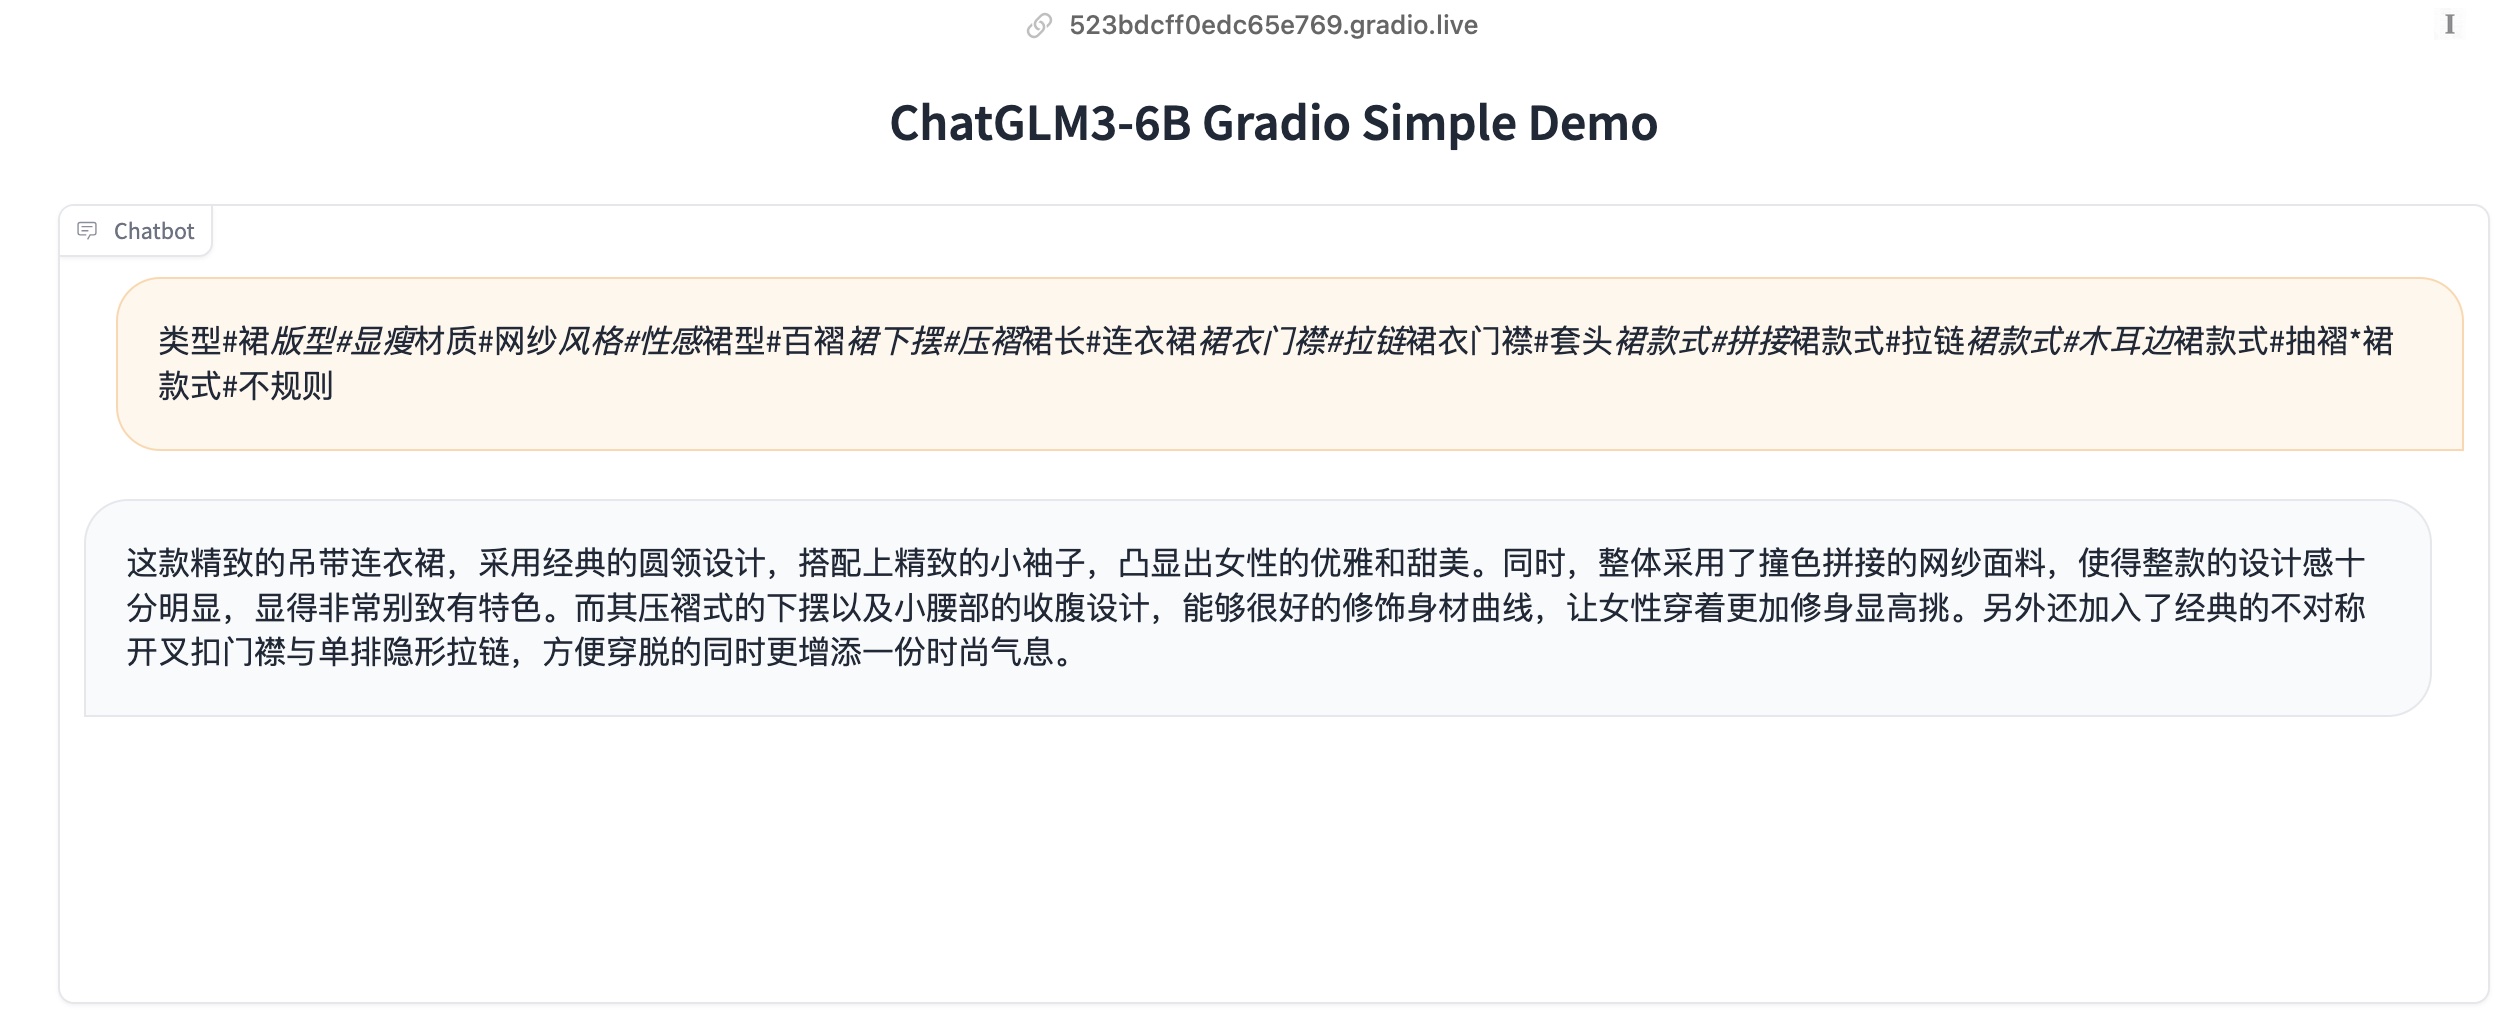 523bdcff0edc65e769.gradio.live
ChatGLM3-6B Gradio Simple Demo
Chatbot
类型#裙版型#显瘦材质#网纱风格#性感裙型#百褶裙下摆#压褶裙长#连衣裙裙衣门襟#拉链裙衣门襟#套头裙款式#拼接裙款式#拉链裙款式#木耳边裙款式#抽褶*裙
款式#不规则
这款精致的吊带连衣裙，采用经典的圆领设计，搭配上精致的小袖子，凸显出女性的优雅和甜美。同时，整体采用了撞色拼接的网纱面料，使得整款的设计感十
分明显，显得非常别致有特色。而其压褶式的下摆以及小腰部的收腹设计，能够很好的修饰身材曲线，让女性穿着更加修身显高挑。另外还加入了经典的不对称
开叉扣门襟与单排隐形拉链，方便穿脱的同时更增添一份时尚气息。